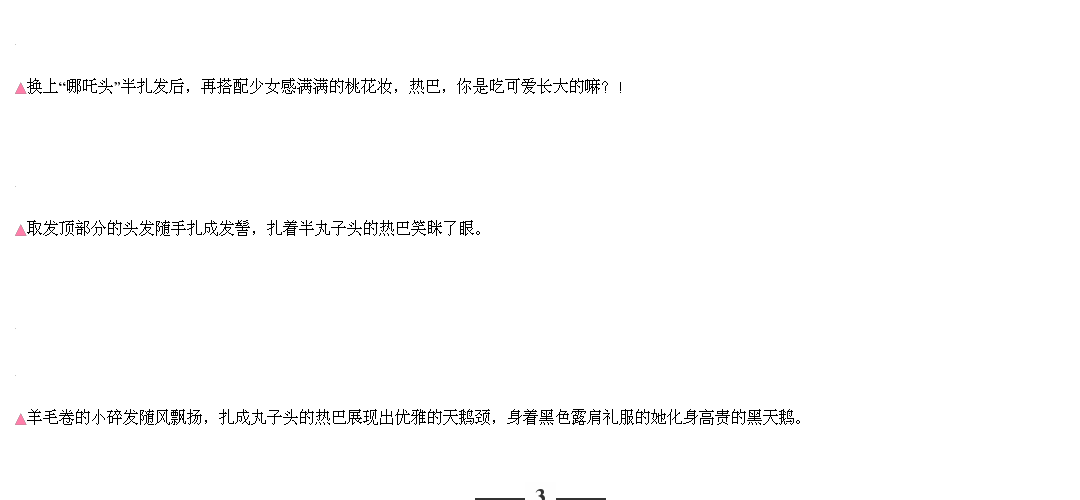 ▲换上“哪吒头”半扎发后，再搭配少女感满满的桃花妆，热巴，你是吃可爱长大的嘛？！
▲取发顶部分的头发随手扎成发髻，扎着半丸子头的热巴笑眯了眼。
▲羊毛卷的小碎发随风飘扬，扎成丸子头的热巴展现出优雅的天鹅颈，身着黑色露肩礼服的她化身高贵的黑天鹅。
3